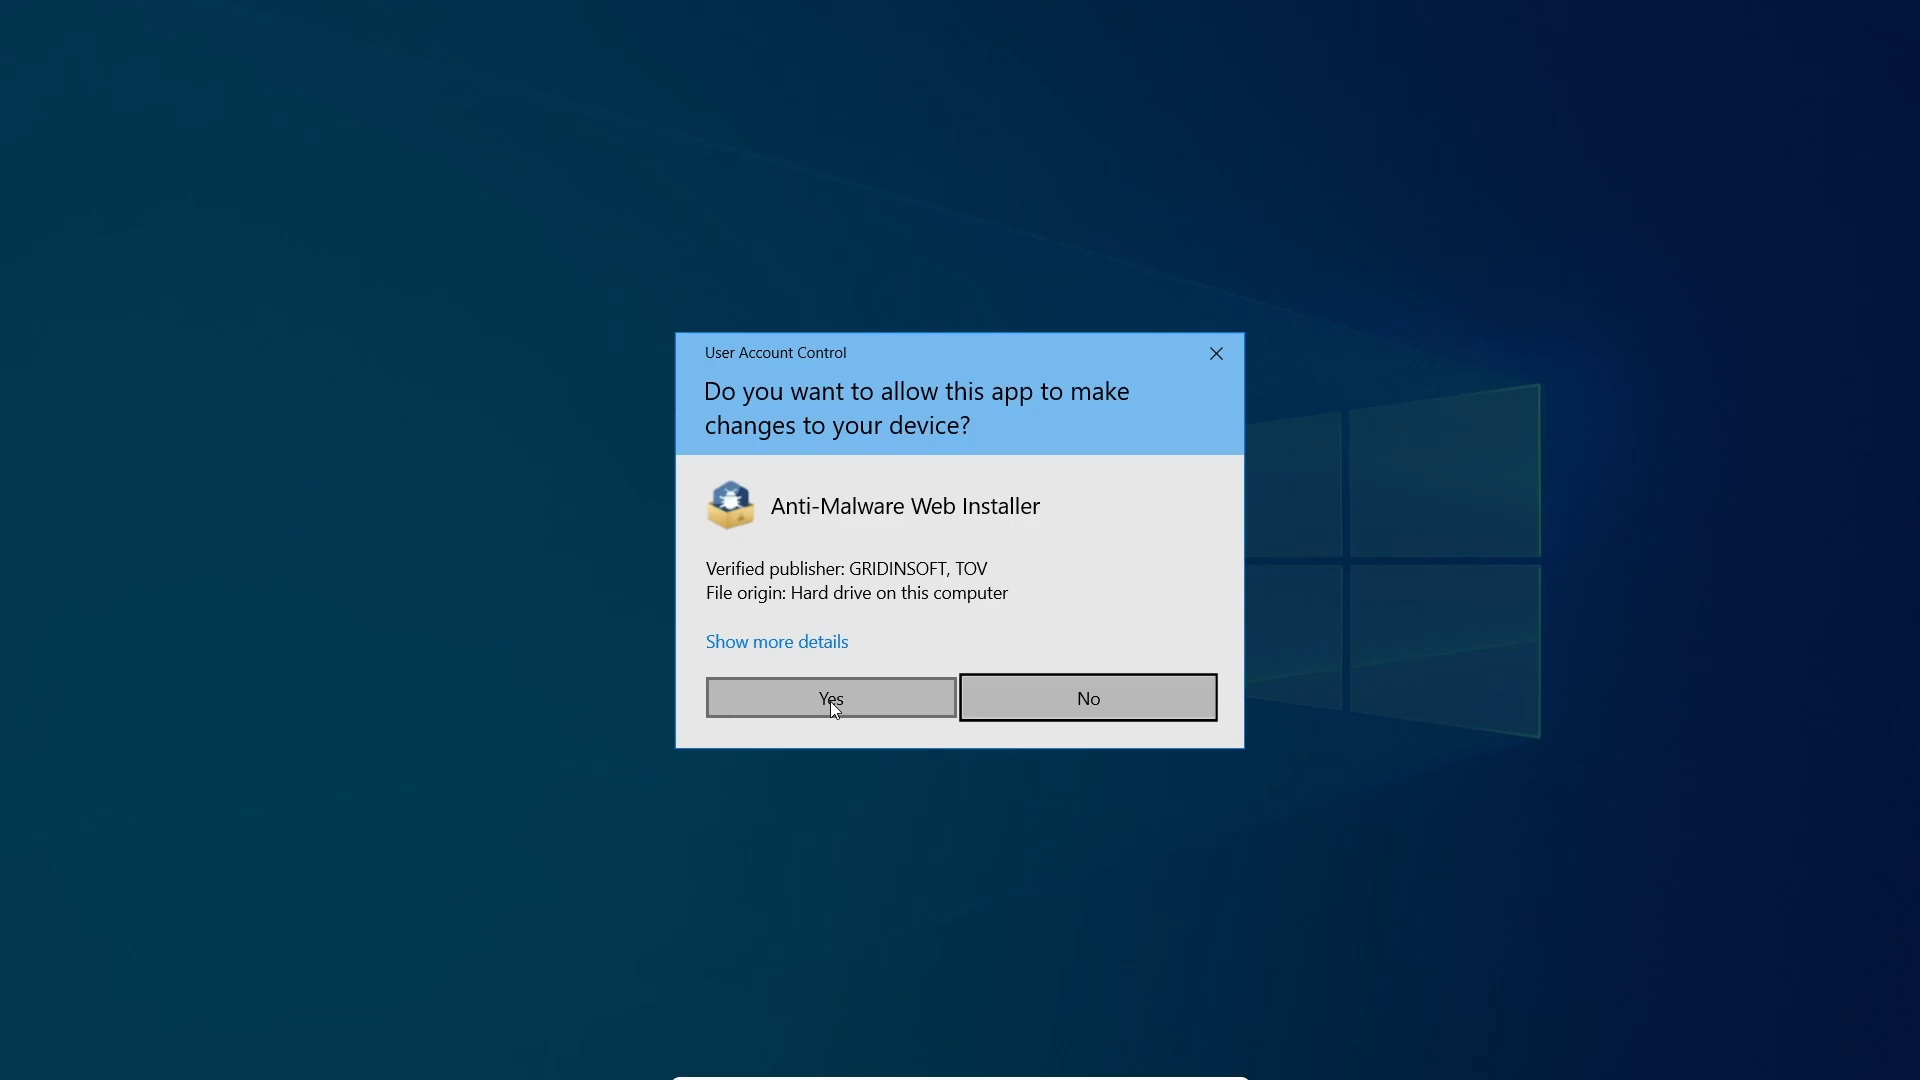 User Account Control
Do you want to allow this app to make
changes to your device?
Anti-Malware Web Installer
Verified publisher: GRIDINSOFT, TOV
File origin: Hard drive on this computer
Show more details
Yes
No